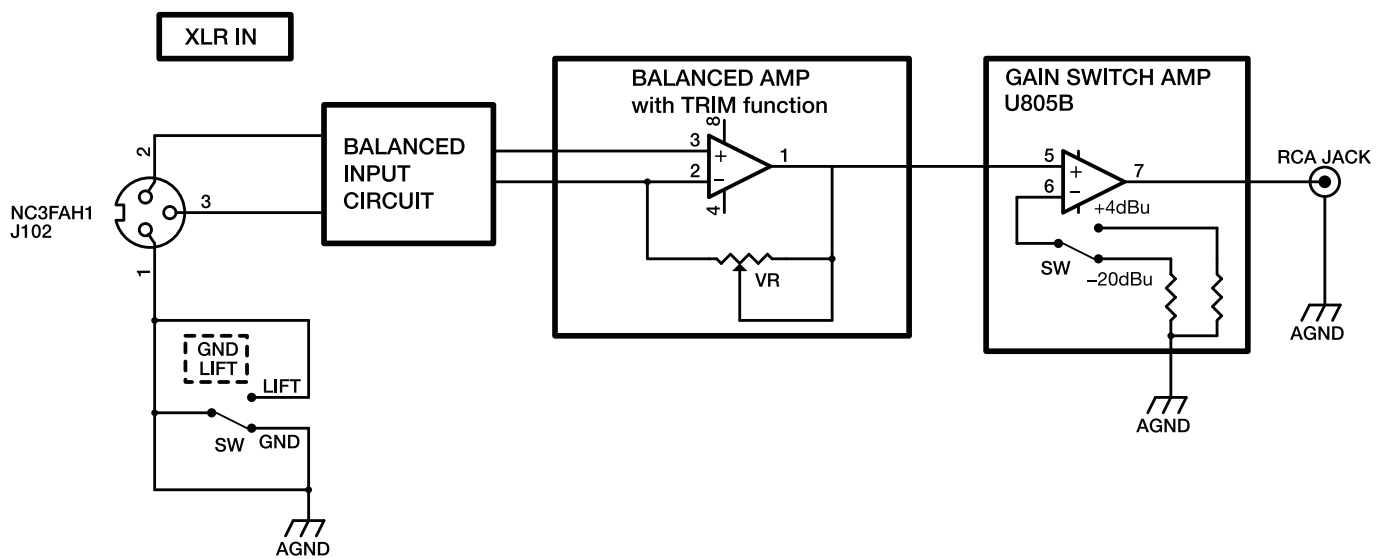 XLR IN
2
3
1
NC3FAH1
J102
GND
LIFT
LIFT
SW
GND
AGND
BALANCED
INPUT
CIRCUIT
BALANCED AMP
with TRIM function
8
3
+
2
−
1
4
VR
GAIN SWITCH AMP
U805B
5
+
6
−
7
+4dBu
SW
−20dBu
AGND
RCA JACK
AGND